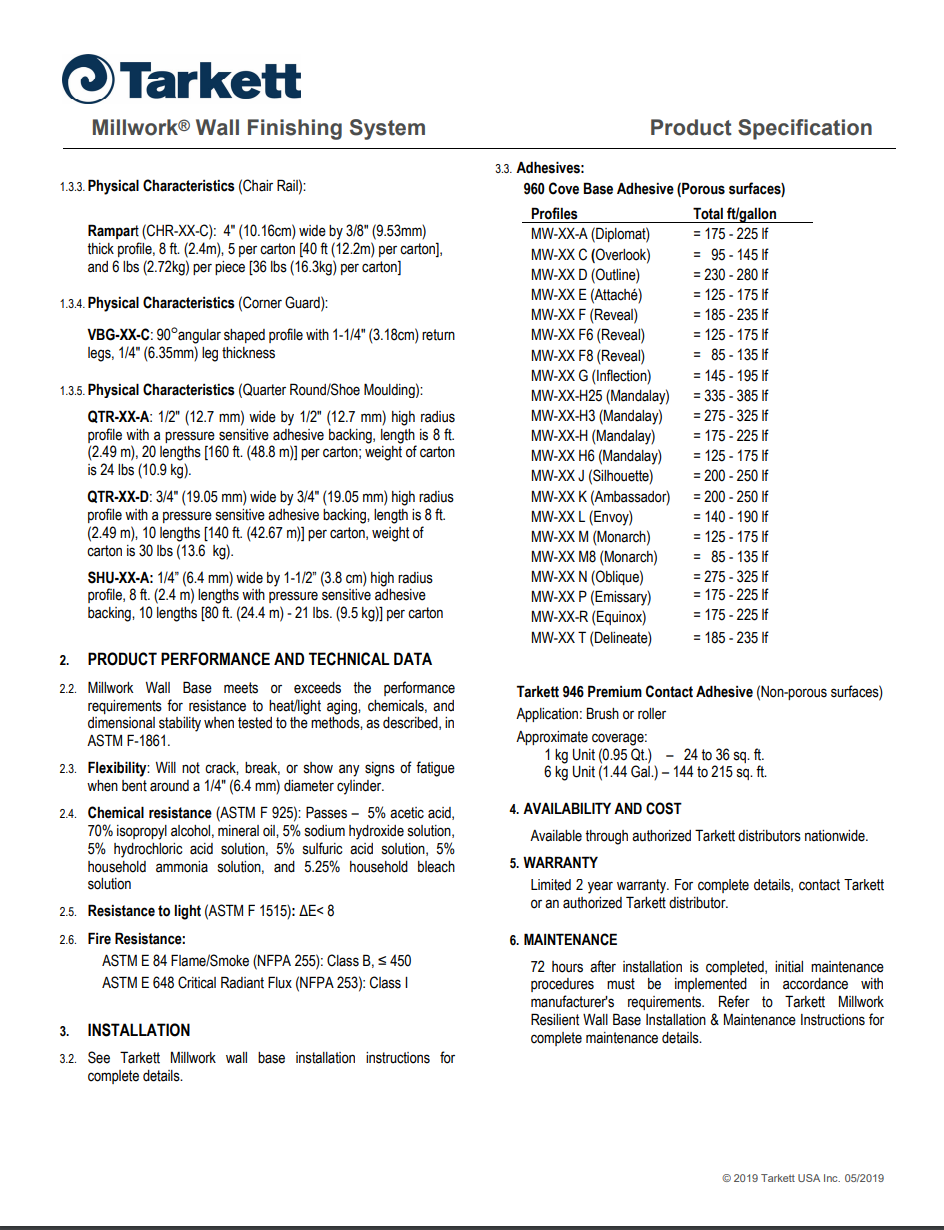 Tarkett
Millwork® Wall Finishing System
Product Specification
1.3.3. Physical Characteristics (Chair Rail):
Rampart (CHR-XX-C): 4" (10.16cm) wide by 3/8" (9.53mm)
thick profile, 8 ft. (2.4m), 5 per carton [40 ft (12.2m) per carton],
and 6 lbs (2.72kg) per piece [36 lbs (16.3kg) per carton]
1.3.4. Physical Characteristics (Corner Guard):
VBG-XX-C: 90°angular shaped profile with 1-1/4" (3.18cm) return
legs, 1/4" (6.35mm) leg thickness
1.3.5. Physical Characteristics (Quarter Round/Shoe Moulding):
QTR-XX-A: 1/2" (12.7 mm) wide by 1/2" (12.7 mm) high radius
profile with a pressure sensitive adhesive backing, length is 8 ft.
(2.49 m), 20 lengths [160 ft. (48.8 m)] per carton; weight of carton
is 24 lbs (10.9 kg).
QTR-XX-D: 3/4" (19.05 mm) wide by 3/4" (19.05 mm) high radius
profile with a pressure sensitive adhesive backing, length is 8 ft.
(2.49 m), 10 lengths [140 ft. (42.67 m)] per carton, weight of
carton is 30 lbs (13.6 kg).
SHU-XX-A: 1/4” (6.4 mm) wide by 1-1/2” (3.8 cm) high radius
profile, 8 ft. (2.4 m) lengths with pressure sensitive adhesive
backing, 10 lengths [80 ft. (24.4 m) - 21 lbs. (9.5 kg)] per carton
2. PRODUCT PERFORMANCE AND TECHNICAL DATA
2.2. Millwork Wall Base meets or exceeds the performance
requirements for resistance to heat/light aging, chemicals, and
dimensional stability when tested to the methods, as described, in
ASTM F-1861.
2.3. Flexibility: Will not crack, break, or show any signs of fatigue
when bent around a 1/4" (6.4 mm) diameter cylinder.
2.4. Chemical resistance (ASTM F 925): Passes – 5% acetic acid,
70% isopropyl alcohol, mineral oil, 5% sodium hydroxide solution,
5% hydrochloric acid solution, 5% sulfuric acid solution, 5%
household ammonia solution, and 5.25% household bleach
solution
2.5. Resistance to light (ASTM F 1515): ΔE< 8
2.6. Fire Resistance:
ASTM E 84 Flame/Smoke (NFPA 255): Class B, ≤ 450
ASTM E 648 Critical Radiant Flux (NFPA 253): Class I
3. INSTALLATION
3.2. See Tarkett Millwork wall base installation instructions for
complete details.
3.3. Adhesives:
960 Cove Base Adhesive (Porous surfaces)
Profiles Total ft/gallon
MW-XX-A (Diplomat) = 175 - 225 lf
MW-XX C (Overlook) = 95 - 145 lf
MW-XX D (Outline) = 230 - 280 lf
MW-XX E (Attaché) = 125 - 175 lf
MW-XX F (Reveal) = 185 - 235 lf
MW-XX F6 (Reveal) = 125 - 175 lf
MW-XX F8 (Reveal) = 85 - 135 lf
MW-XX G (Inflection) = 145 - 195 lf
MW-XX-H25 (Mandalay) = 335 - 385 lf
MW-XX-H3 (Mandalay) = 275 - 325 lf
MW-XX-H (Mandalay) = 175 - 225 lf
MW-XX H6 (Mandalay) = 125 - 175 lf
MW-XX J (Silhouette) = 200 - 250 lf
MW-XX K (Ambassador) = 200 - 250 lf
MW-XX L (Envoy) = 140 - 190 lf
MW-XX M (Monarch) = 125 - 175 lf
MW-XX M8 (Monarch) = 85 - 135 lf
MW-XX N (Oblique) = 275 - 325 lf
MW-XX P (Emissary) = 175 - 225 lf
MW-XX-R (Equinox) = 175 - 225 lf
MW-XX T (Delineate) = 185 - 235 lf
Tarkett 946 Premium Contact Adhesive (Non-porous surfaces)
Application: Brush or roller
Approximate coverage:
1 kg Unit (0.95 Qt.) – 24 to 36 sq. ft.
6 kg Unit (1.44 Gal.) – 144 to 215 sq. ft.
4. AVAILABILITY AND COST
Available through authorized Tarkett distributors nationwide.
5. WARRANTY
Limited 2 year warranty. For complete details, contact Tarkett
or an authorized Tarkett distributor.
6. MAINTENANCE
72 hours after installation is completed, initial maintenance
procedures must be implemented in accordance with
manufacturer's requirements. Refer to Tarkett Millwork
Resilient Wall Base Installation & Maintenance Instructions for
complete maintenance details.
© 2019 Tarkett USA Inc. 05/2019